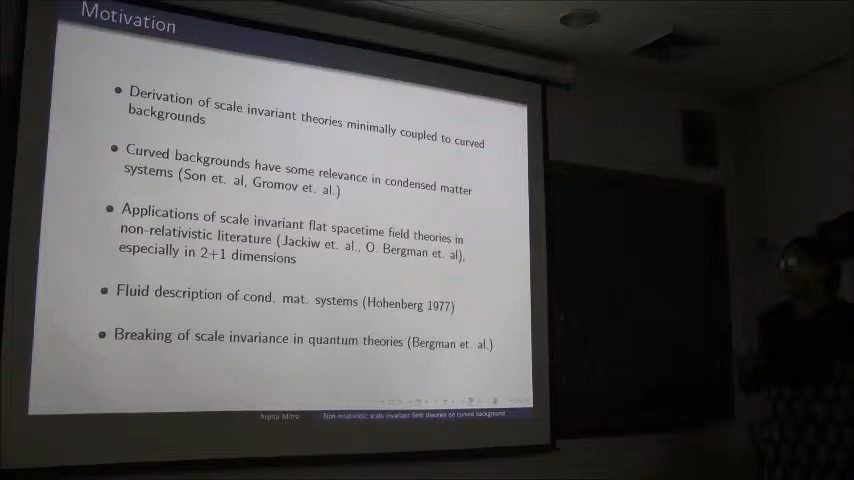 Motivation
Derivation of scale invariant theories minimally coupled to curved
backgrounds
Curved backgrounds have some relevance in condensed matter
systems (Son et. al, Gromov et. al.)
Applications of scale invariant flat spacetime field theories in
non-relativistic literature (Jackiw et. al., O. Bergman et. al),
especially in 2+1 dimensions
Fluid description of cond. mat. systems (Hohenberg 1977)
Breaking of scale invariance in quantum theories (Bergman et. al.)
Arpita Mitra Non-relativistic scale invariant field theories on curved background